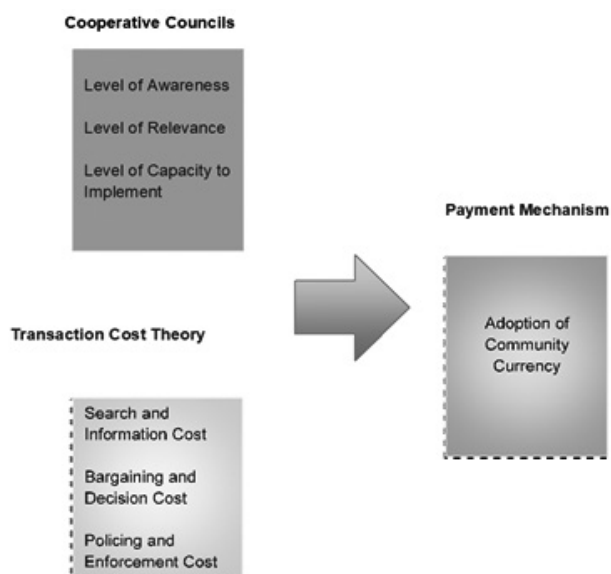 Cooperative Councils
Level of Awareness
Level of Relevance
Level of Capacity to
Implement
Payment Mechanism
Adoption of
Community
Currency
Transaction Cost Theory
Search and
Information Cost
Bargaining and
Decision Cost
Policing and
Enforcement Cost